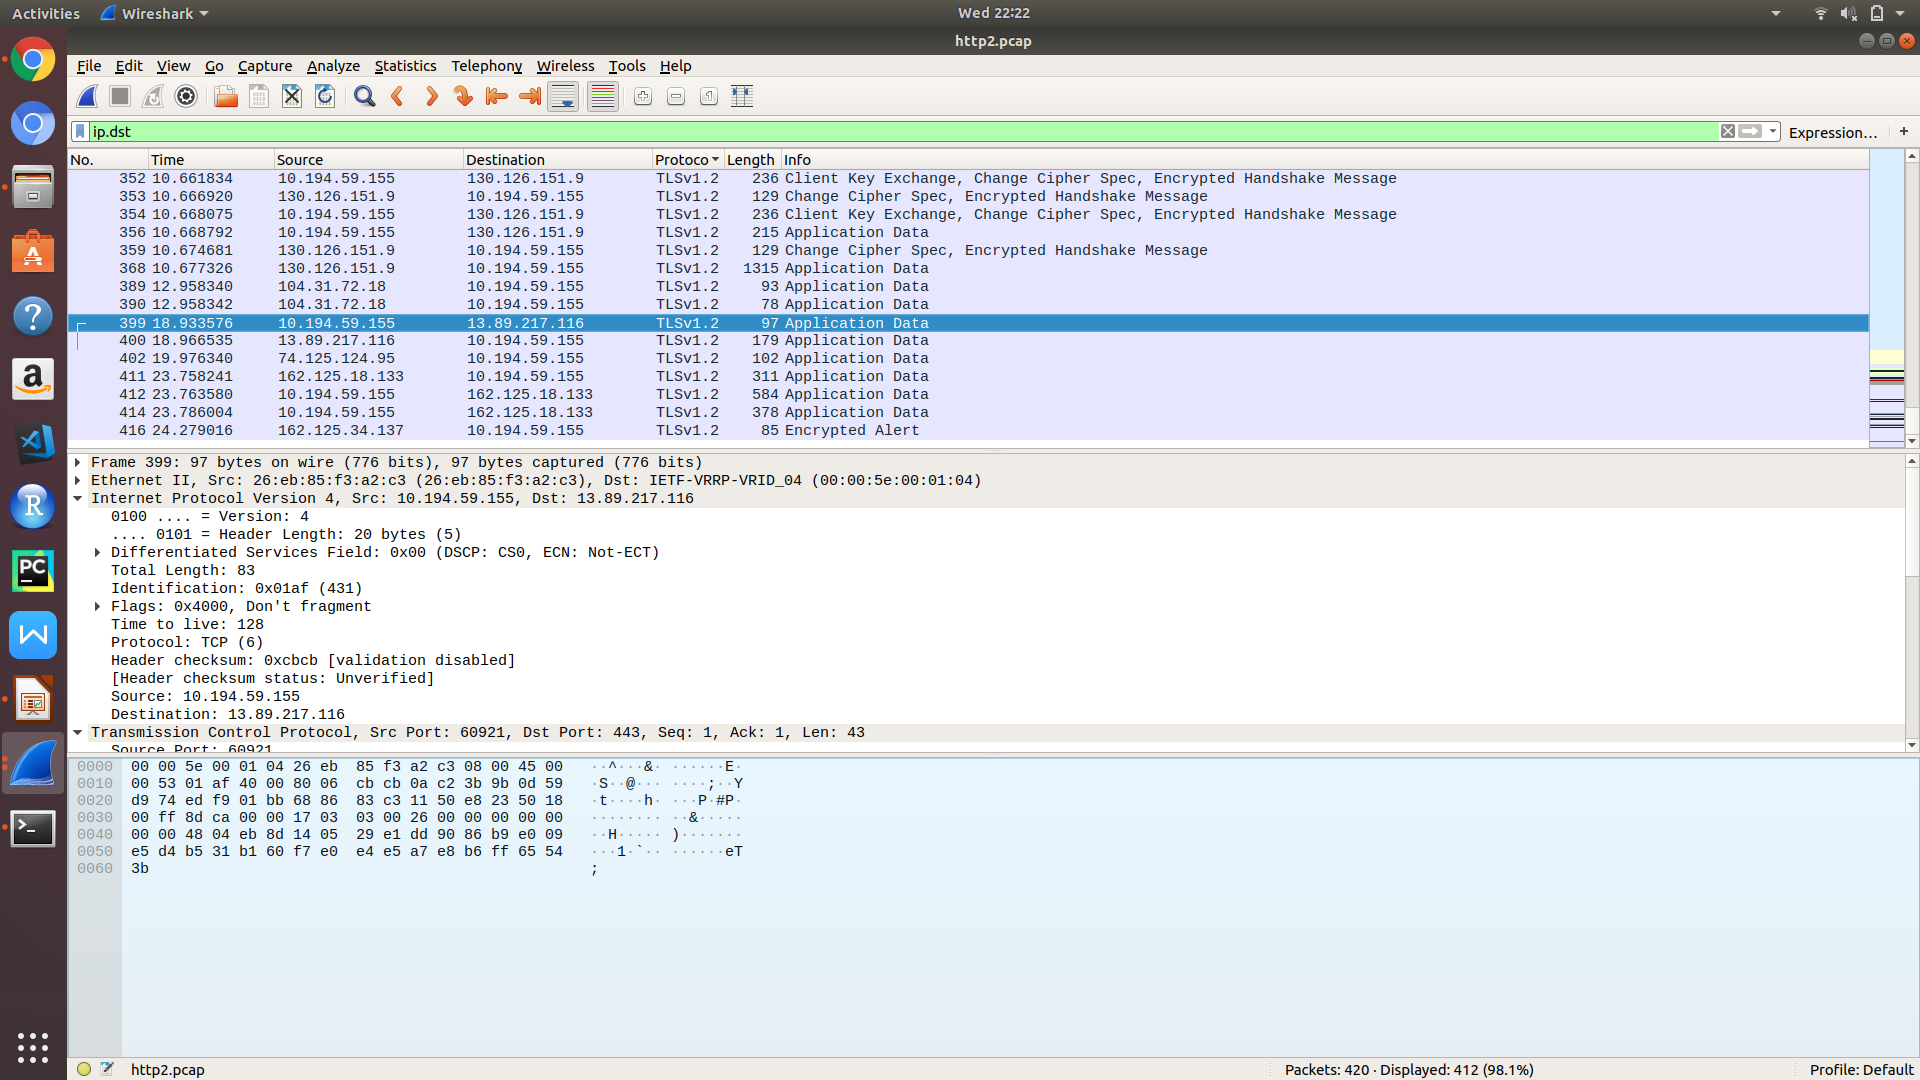 Activities Wireshark Wed 22:22
http2.pcap
File Edit View Go Capture Analyze Statistics Telephony Wireless Tools Help
ip.dst Expression… +
No. Time Source Destination Protoco Length Info
352 10.661834 10.194.59.155 130.126.151.9 TLSv1.2 236 Client Key Exchange, Change Cipher Spec, Encrypted Handshake Message
353 10.666920 130.126.151.9 10.194.59.155 TLSv1.2 129 Change Cipher Spec, Encrypted Handshake Message
354 10.668075 10.194.59.155 130.126.151.9 TLSv1.2 236 Client Key Exchange, Change Cipher Spec, Encrypted Handshake Message
356 10.668792 10.194.59.155 130.126.151.9 TLSv1.2 215 Application Data
359 10.674681 130.126.151.9 10.194.59.155 TLSv1.2 129 Change Cipher Spec, Encrypted Handshake Message
368 10.677326 130.126.151.9 10.194.59.155 TLSv1.2 1315 Application Data
389 12.958340 104.31.72.18 10.194.59.155 TLSv1.2 93 Application Data
390 12.958342 104.31.72.18 10.194.59.155 TLSv1.2 78 Application Data
399 18.933576 10.194.59.155 13.89.217.116 TLSv1.2 97 Application Data
400 18.966535 13.89.217.116 10.194.59.155 TLSv1.2 179 Application Data
402 19.976340 74.125.124.95 10.194.59.155 TLSv1.2 102 Application Data
411 23.758241 162.125.18.133 10.194.59.155 TLSv1.2 311 Application Data
412 23.763580 10.194.59.155 162.125.18.133 TLSv1.2 584 Application Data
414 23.786004 10.194.59.155 162.125.18.133 TLSv1.2 378 Application Data
416 24.279016 162.125.34.137 10.194.59.155 TLSv1.2 85 Encrypted Alert
Frame 399: 97 bytes on wire (776 bits), 97 bytes captured (776 bits)
Ethernet II, Src: 26:eb:85:f3:a2:c3 (26:eb:85:f3:a2:c3), Dst: IETF-VRRP-VRID_04 (00:00:5e:00:01:04)
Internet Protocol Version 4, Src: 10.194.59.155, Dst: 13.89.217.116
0100 .... = Version: 4
.... 0101 = Header Length: 20 bytes (5)
Differentiated Services Field: 0x00 (DSCP: CS0, ECN: Not-ECT)
Total Length: 83
Identification: 0x01af (431)
Flags: 0x4000, Don't fragment
Time to live: 128
Protocol: TCP (6)
Header checksum: 0xcbcb [validation disabled]
[Header checksum status: Unverified]
Source: 10.194.59.155
Destination: 13.89.217.116
Transmission Control Protocol, Src Port: 60921, Dst Port: 443, Seq: 1, Ack: 1, Len: 43
Source Port: 60921
0000 00 00 5e 00 01 04 26 eb 85 f3 a2 c3 08 00 45 00 ··^···&· ······E·
0010 00 53 01 af 40 00 80 06 cb cb 0a c2 3b 9b 0d 59 ·S··@··· ····;··Y
0020 d9 74 ed f9 01 bb 68 86 83 c3 11 50 e8 23 50 18 ·t····h· ···P·#P·
0030 00 ff 8d ca 00 00 17 03 03 00 26 00 00 00 00 00 ········ ··&·····
0040 00 00 48 04 eb 8d 14 05 29 e1 dd 90 86 b9 e0 09 ··H····· )·······
0050 e5 d4 b5 31 b1 60 f7 e0 e4 e5 a7 e8 b6 ff 65 54 ···1·`·· ······eT
0060 3b ;
http2.pcap Packets: 420 · Displayed: 412 (98.1%) Profile: Default